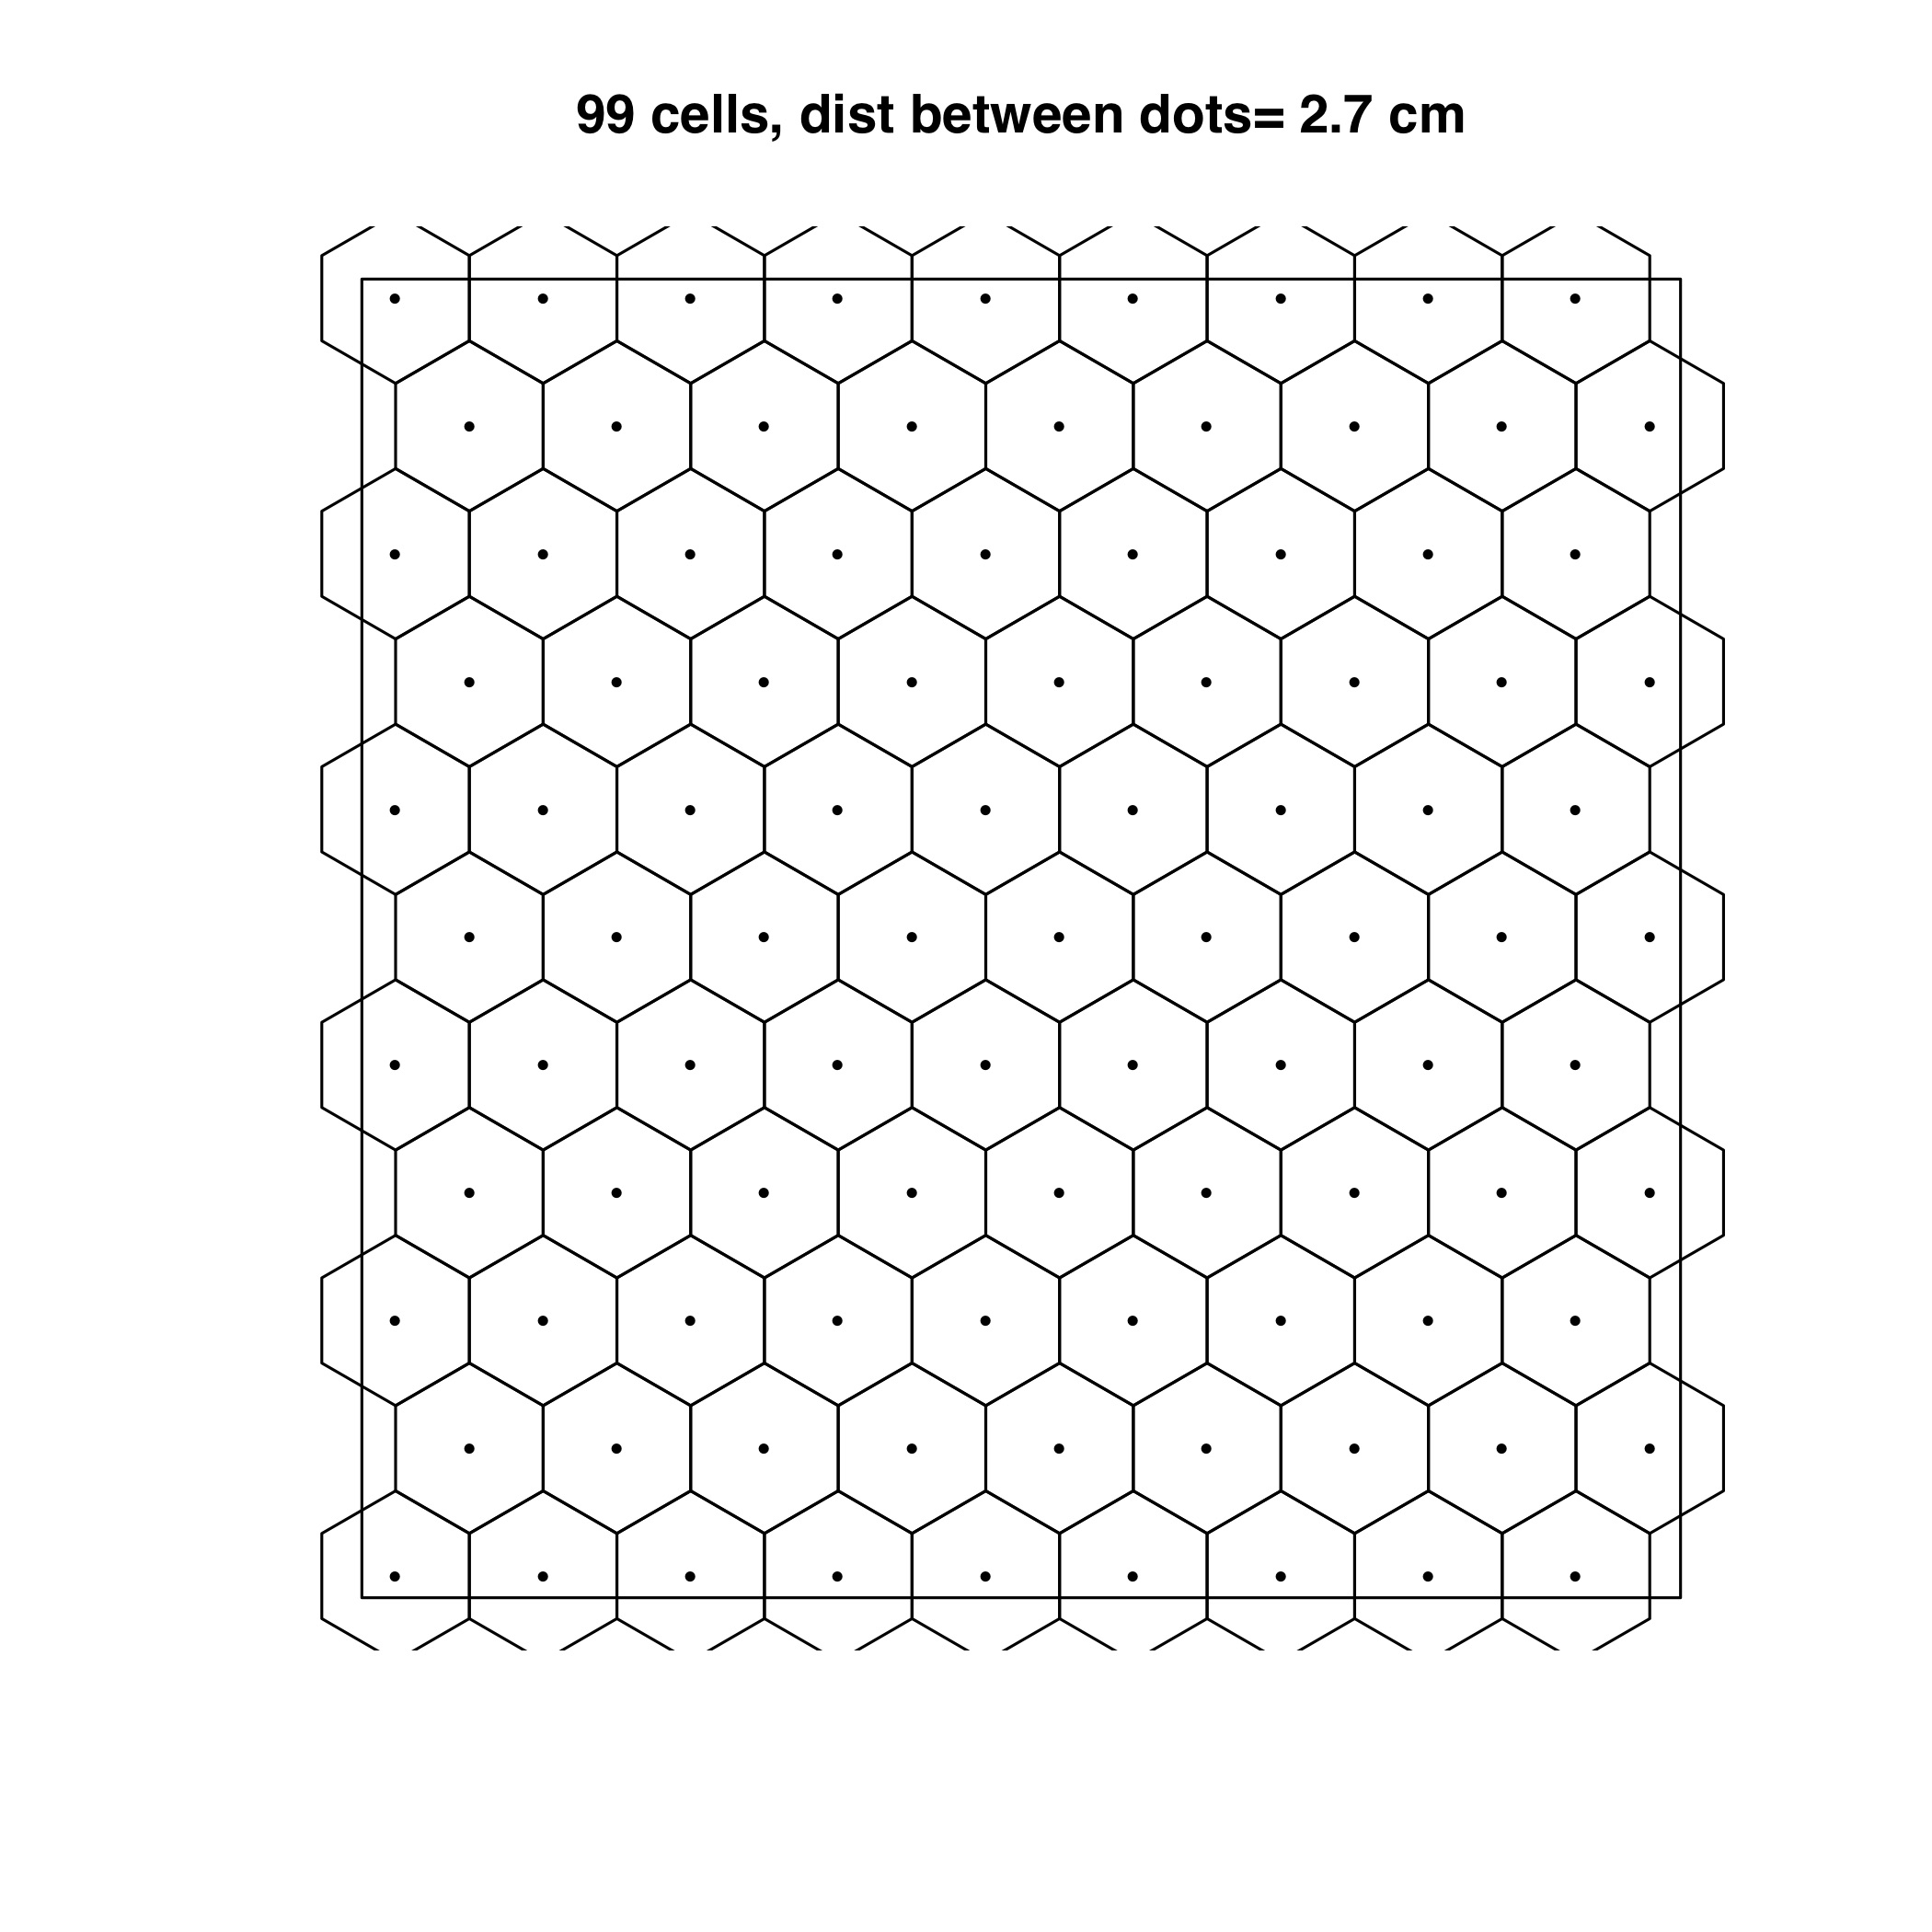 99 cells, dist between dots= 2.7 cm